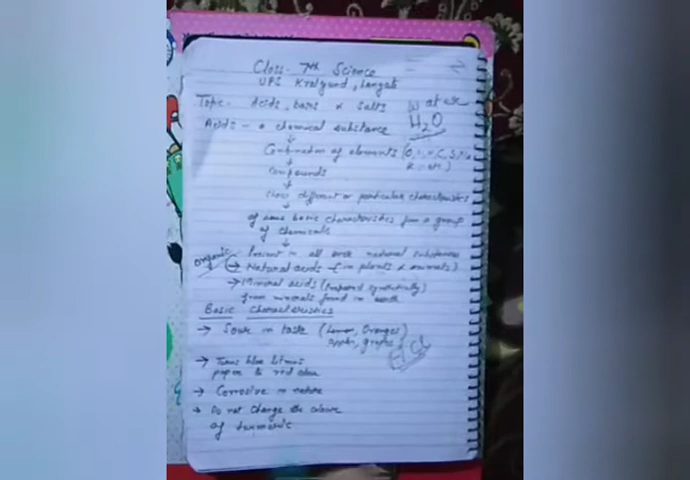 Class- 7th Science
UPS Kralgund, Langate
Topic- Acids, bases & salts
Water
H2O
Acids - a chemical substance
Combination of elements (
Compounds
show different or particular characteristics
of same basic characteristics form a group
of chemicals
Present in all natural substances
organic
→ Natural acids (in plants & animals)
→ Mineral acids (Prepared synthetically)
from minerals found in earth
Basic Characteristics
→ Sour in taste (Lemon, Oranges)
Apples, grapes
HCl
→ Turns blue litmus
paper to red colour
→ Corrosive in nature
→ Do not change the colour
of turmeric